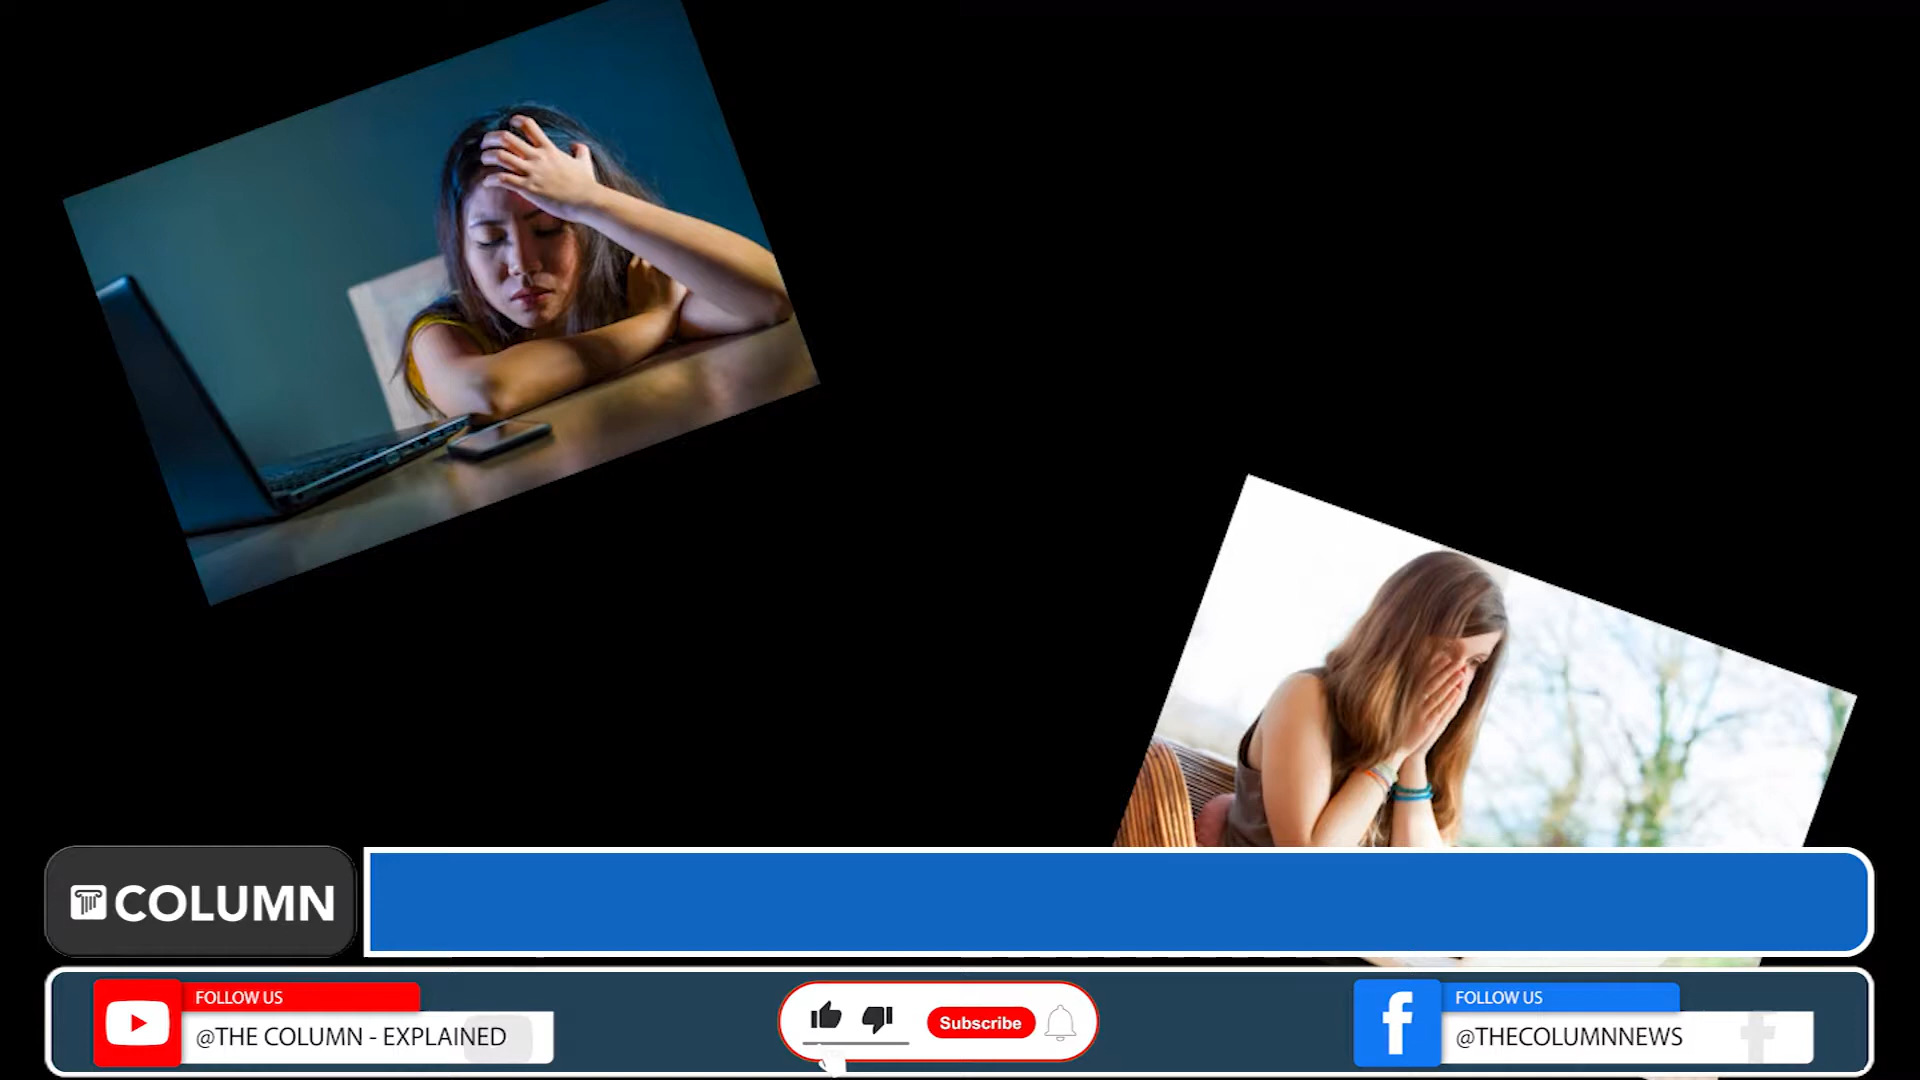 COLUMN
FOLLOW US
@THE COLUMN - EXPLAINED
Subscribe
FOLLOW US
@THECOLUMNNEWS